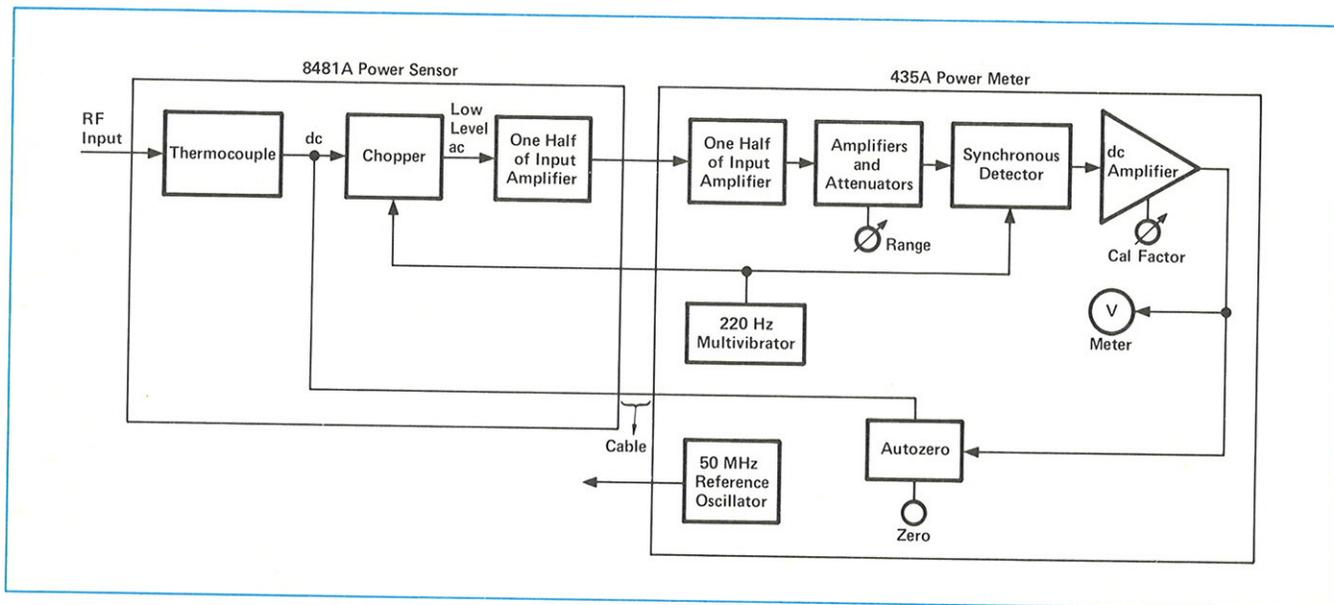 8481A Power Sensor
435A Power Meter
RF
Input
Thermocouple
dc
Chopper
Low
Level
ac
One Half
of Input
Amplifier
One Half
of Input
Amplifier
Amplifiers
and
Attenuators
Synchronous
Detector
dc
Amplifier
Range
Cal Factor
220 Hz
Multivibrator
V
Meter
Cable
50 MHz
Reference
Oscillator
Autozero
Zero